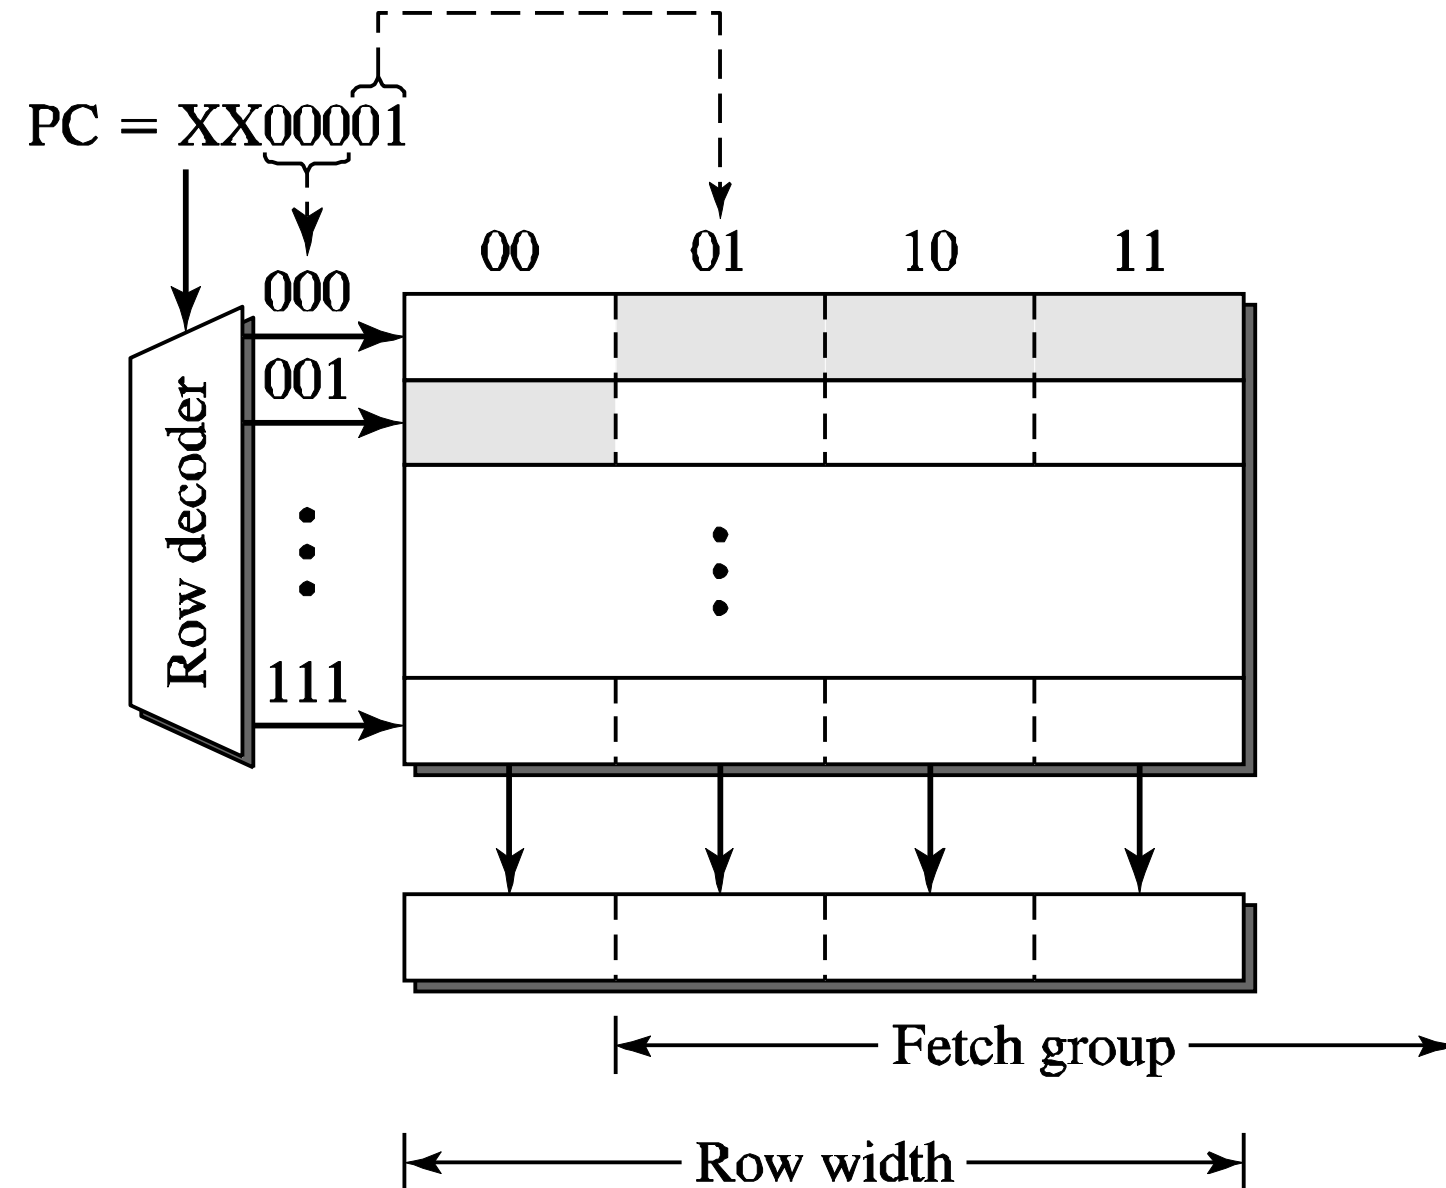 PC = XX00001
00 01 10 11
000
001
Row decoder
111
Fetch group
Row width